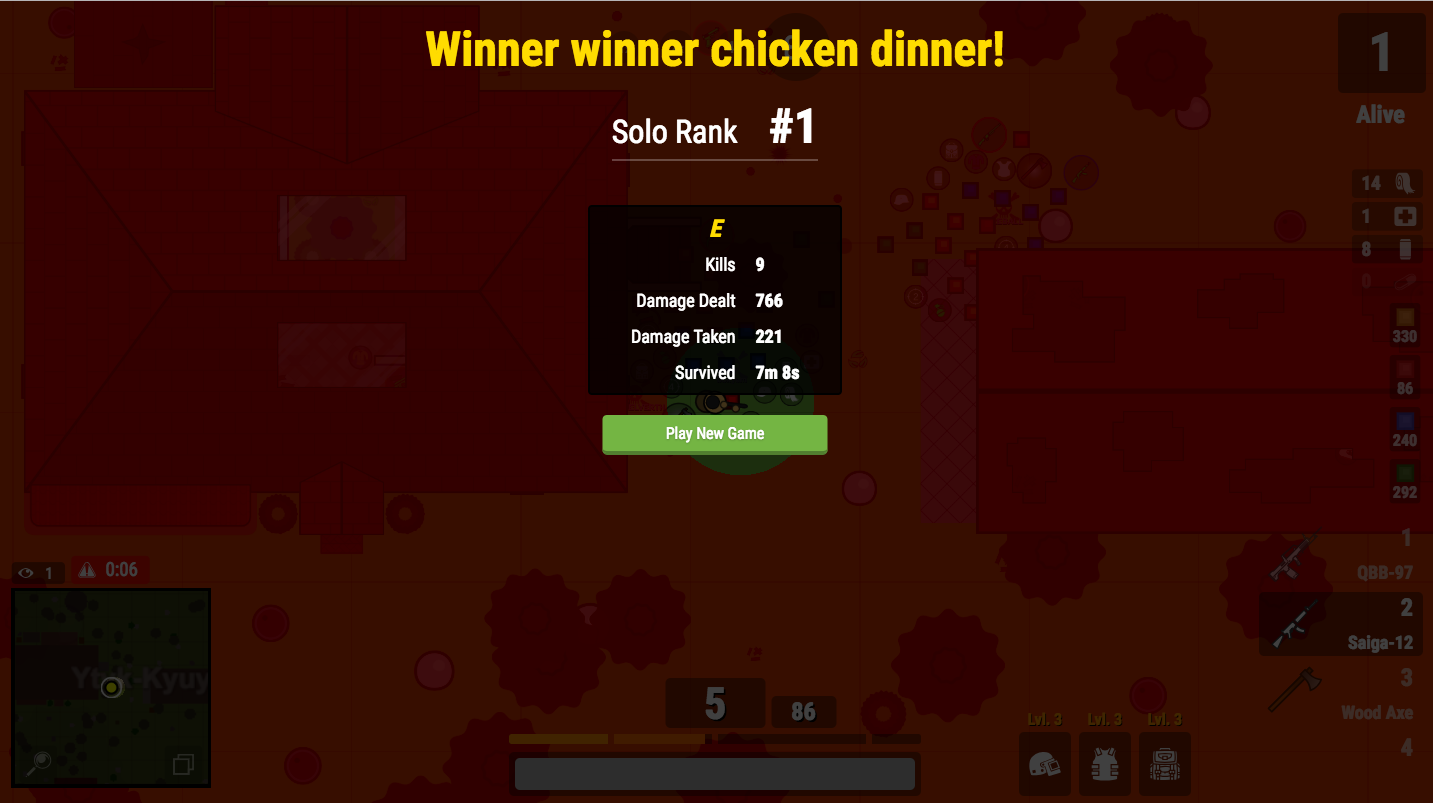 Winner winner chicken dinner!
Solo Rank #1
1
Alive
E
Kills 9
Damage Dealt 766
Damage Taken 221
Survived 7m 8s
Play New Game
14
1
8
0
330
86
240
292
1
QBB-97
2
Saiga-12
3
Wood Axe
4
1 0:06
5 86
Lvl. 3 Lvl. 3 Lvl. 3